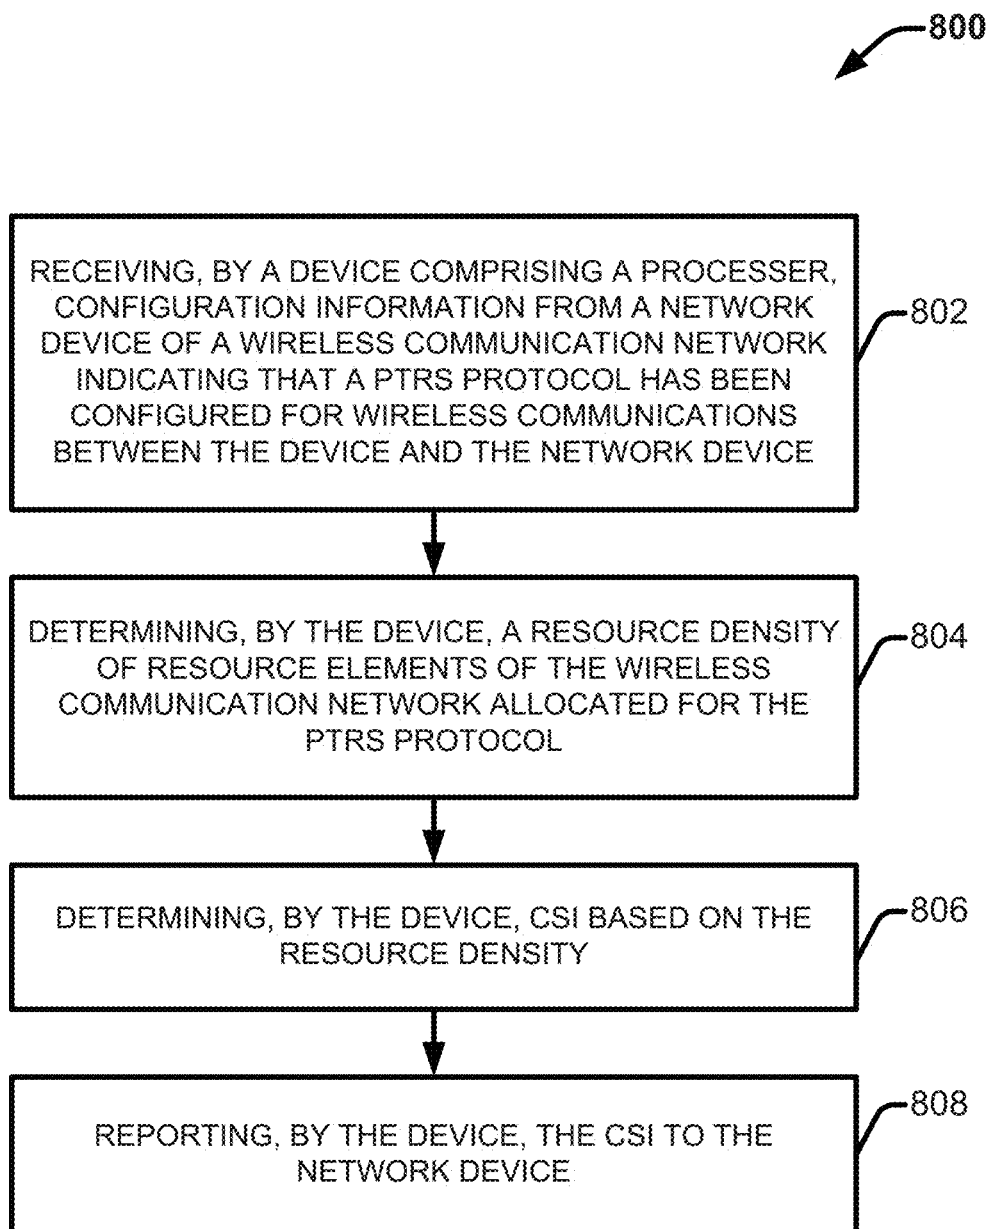 800
RECEIVING, BY A DEVICE COMPRISING A PROCESSER,
CONFIGURATION INFORMATION FROM A NETWORK
DEVICE OF A WIRELESS COMMUNICATION NETWORK
INDICATING THAT A PTRS PROTOCOL HAS BEEN
CONFIGURED FOR WIRELESS COMMUNICATIONS
BETWEEN THE DEVICE AND THE NETWORK DEVICE
802
DETERMINING, BY THE DEVICE, A RESOURCE DENSITY
OF RESOURCE ELEMENTS OF THE WIRELESS
COMMUNICATION NETWORK ALLOCATED FOR THE
PTRS PROTOCOL
804
DETERMINING, BY THE DEVICE, CSI BASED ON THE
RESOURCE DENSITY
806
REPORTING, BY THE DEVICE, THE CSI TO THE
NETWORK DEVICE
808